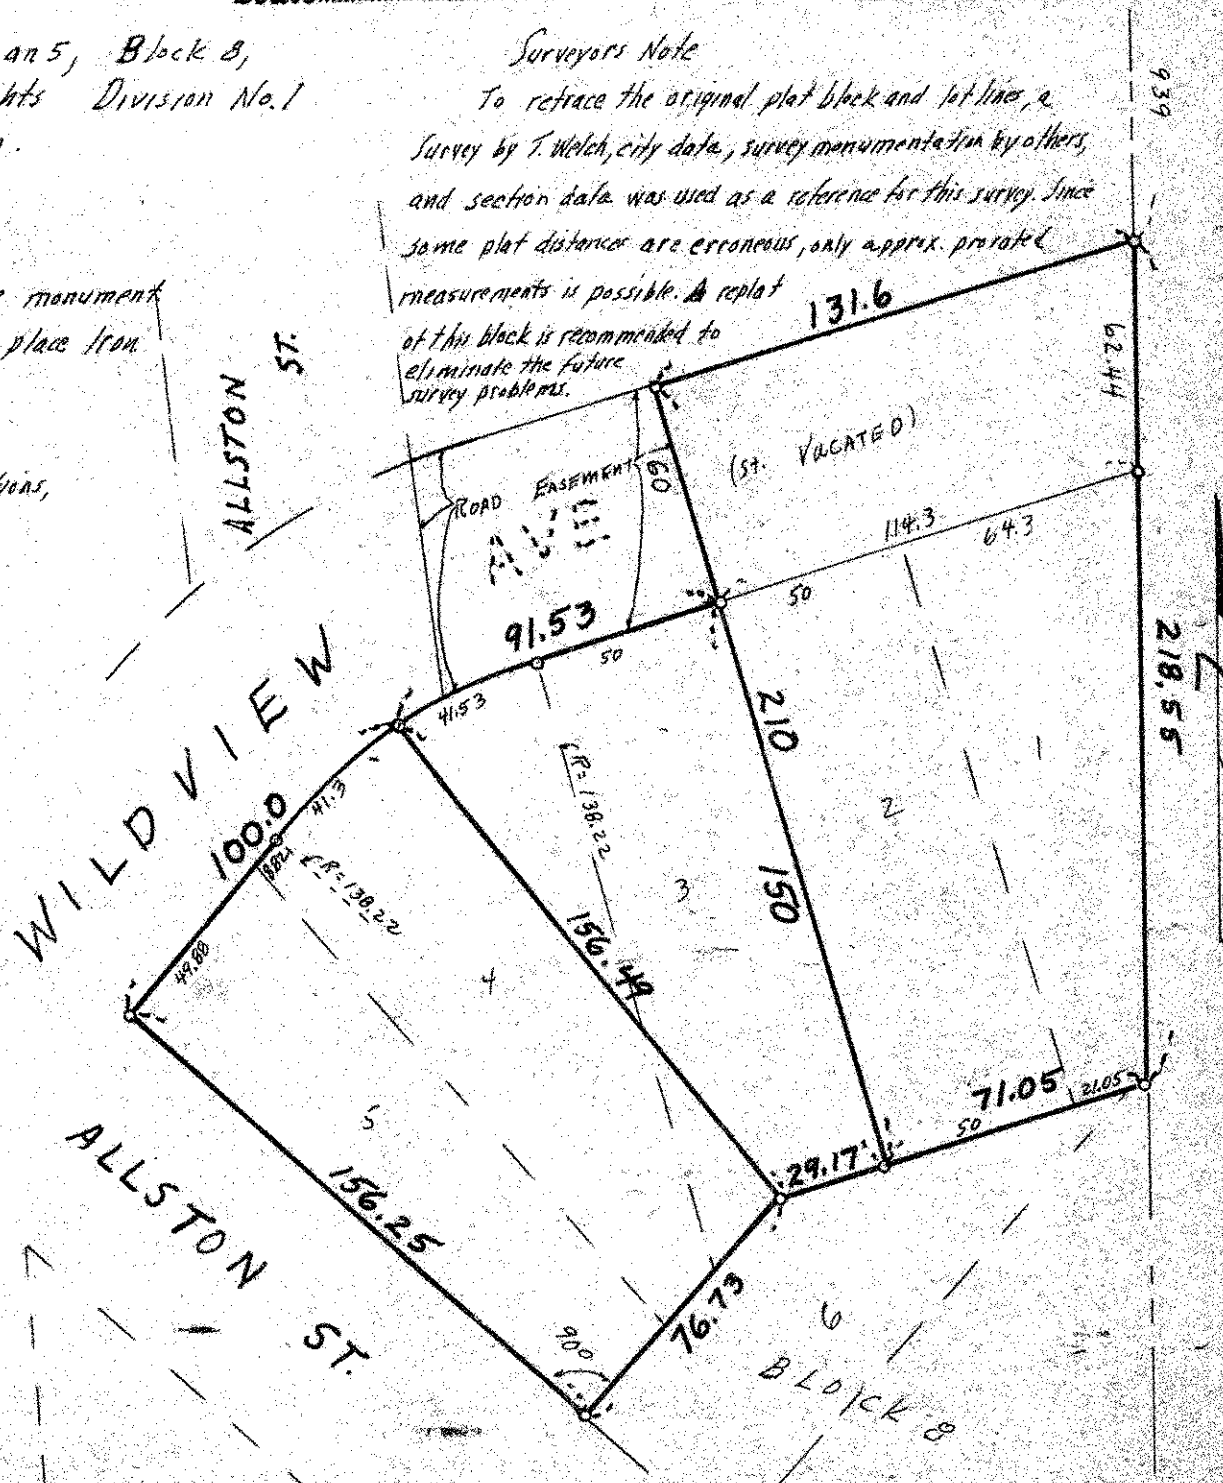 an 5, Block 8,
hts Division No. 1
monument
place Iron
Surveyors Note
To retrace the original plat block and lot lines, a
Survey by T. Welch, city data, survey monumentation by others,
and section data was used as a reference for this survey. Since
some plat distances are erroneous, only approx. prorated
measurements is possible. A replat
of this block is recommended to
eliminate the future
survey problems.
939
131.6
62.44
ALLSTON ST.
ROAD EASEMENT
60
(St. VACATED)
AVE
114.3
64.3
50
91.53
50
41.53
218.55
WILDVIEW
210
R=138.22
1
2
100.0
41.3
8.82
R=138.22
3
150
156.49
49.88
4
71.05
21.05
50
5
29.17
ALLSTON ST.
156.25
76.73
90°
6
BLOCK 8